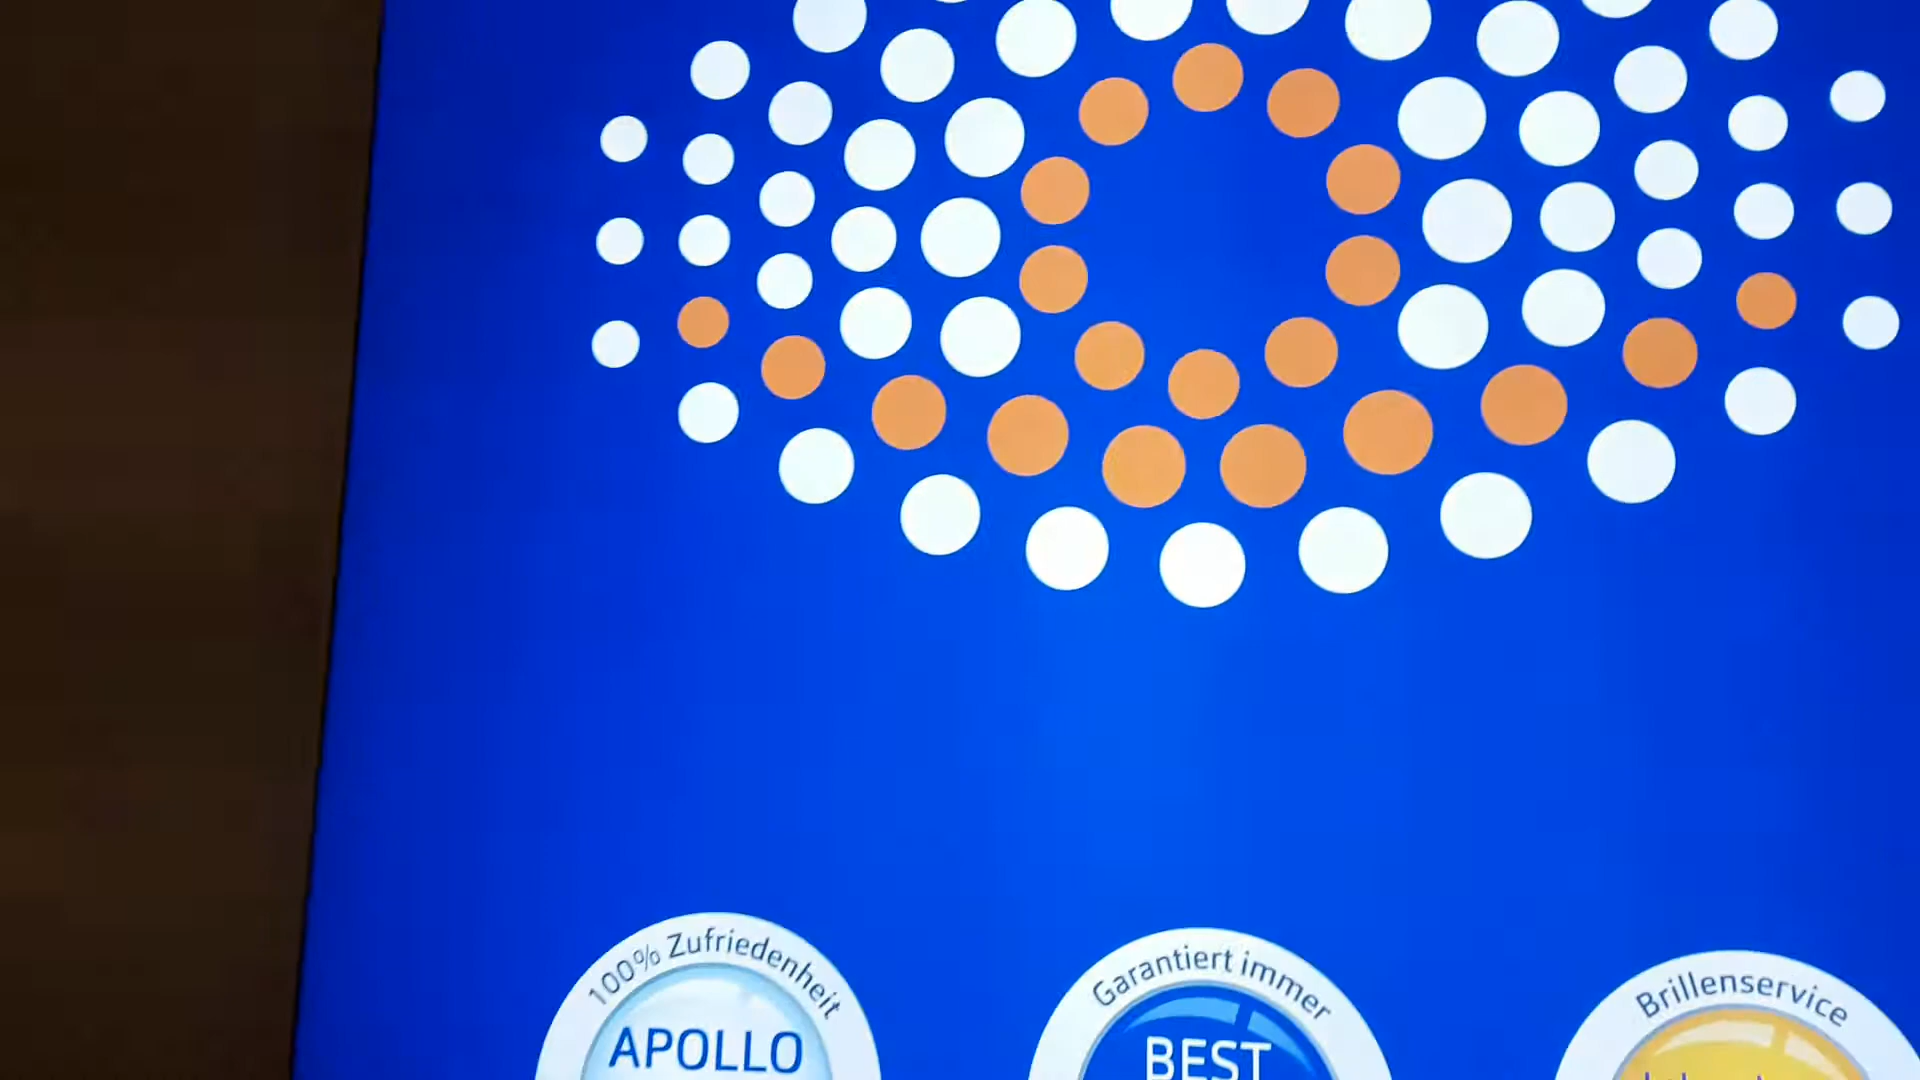 100% Zufriedenheit
APOLLO
Garantiert immer
BEST
Brillenservice